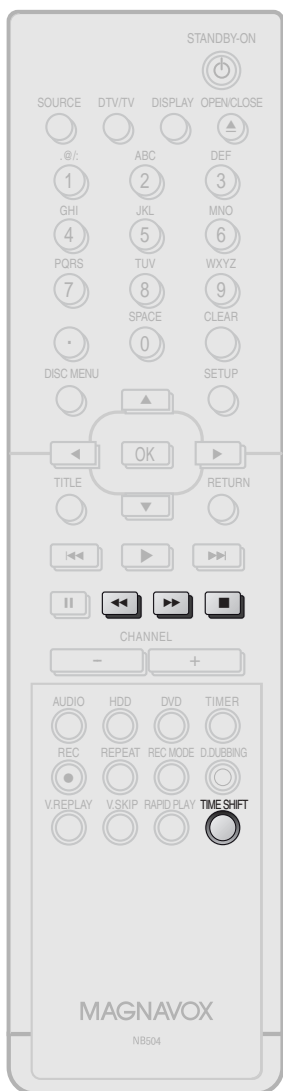 STANDBY-ON
SOURCE DTV/TV DISPLAY OPEN/CLOSE
.@/: ABC DEF
1 2 3
GHI JKL MNO
4 5 6
PQRS TUV WXYZ
7 8 9
SPACE CLEAR
· 0
DISC MENU SETUP
OK
TITLE RETURN
CHANNEL
− +
AUDIO HDD DVD TIMER
REC REPEAT REC MODE D.DUBBING
V.REPLAY V.SKIP RAPID PLAY TIME SHIFT
MAGNAVOX
NB504